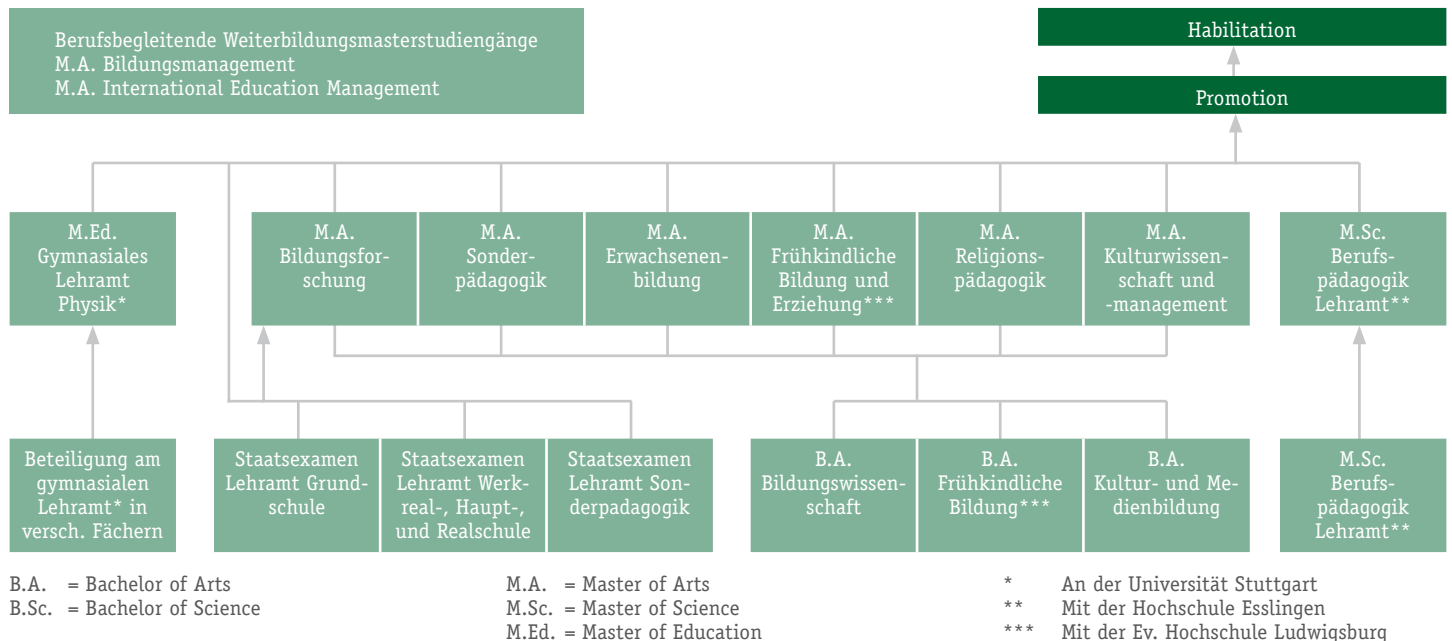 Berufsbegleitende Weiterbildungsmasterstudiengänge
M.A. Bildungsmanagement
M.A. International Education Management
Habilitation
Promotion
M.Ed.
Gymnasiales
Lehramt
Physik*
M.A.
Bildungsfor-
schung
M.A.
Sonder-
pädagogik
M.A.
Erwachsenen-
bildung
M.A.
Frühkindliche
Bildung und
Erziehung***
M.A.
Religions-
pädagogik
M.A.
Kulturwissen-
schaft und
-management
M.Sc.
Berufs-
pädagogik
Lehramt**
Beteiligung am
gymnasialen
Lehramt* in
versch. Fächern
Staatsexamen
Lehramt Grund-
schule
Staatsexamen
Lehramt Werk-
real-, Haupt-,
und Realschule
Staatsexamen
Lehramt Son-
derpadagogik
B.A.
Bildungswissen-
schaft
B.A.
Frühkindliche
Bildung***
B.A.
Kultur- und Me-
dienbildung
M.Sc.
Berufs-
pädagogik
Lehramt**
B.A. = Bachelor of Arts
B.Sc. = Bachelor of Science
M.A. = Master of Arts
M.Sc. = Master of Science
M.Ed. = Master of Education
* An der Universität Stuttgart
** Mit der Hochschule Esslingen
*** Mit der Ev. Hochschule Ludwigsburg